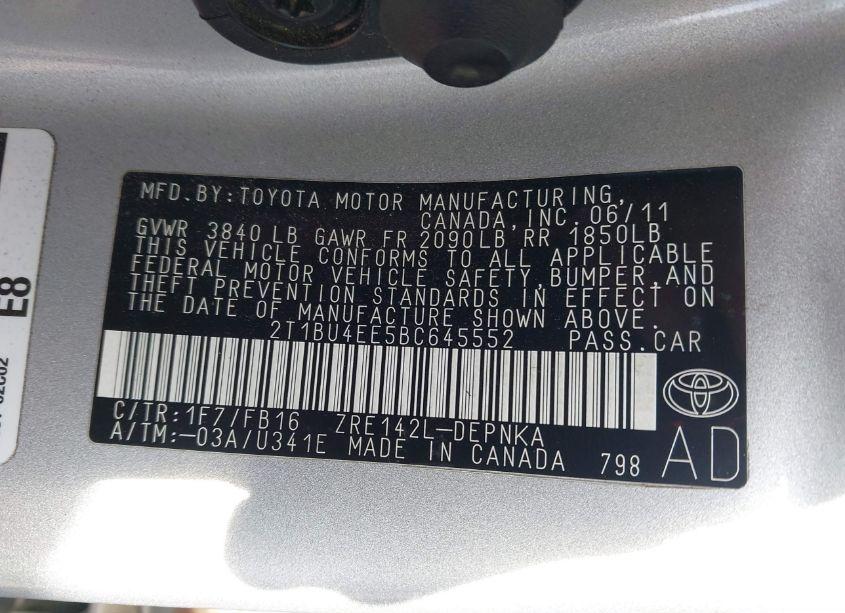 MFD. BY: TOYOTA MOTOR MANUFACTURING,
CANADA, INC. 06/11
GVWR 3840 LB GAWR FR 2090LB RR 1850LB
THIS VEHICLE CONFORMS TO ALL APPLICABLE
FEDERAL MOTOR VEHICLE SAFETY, BUMPER, AND
THEFT PREVENTION STANDARDS IN EFFECT ON
THE DATE OF MANUFACTURE SHOWN ABOVE.
2T1BU4EE5BC645552 PASS.CAR
C/TR: 1F7/FB16 ZRE142L-DEPNKA
A/TM:-03A/U341E MADE IN CANADA 798 AD
E8